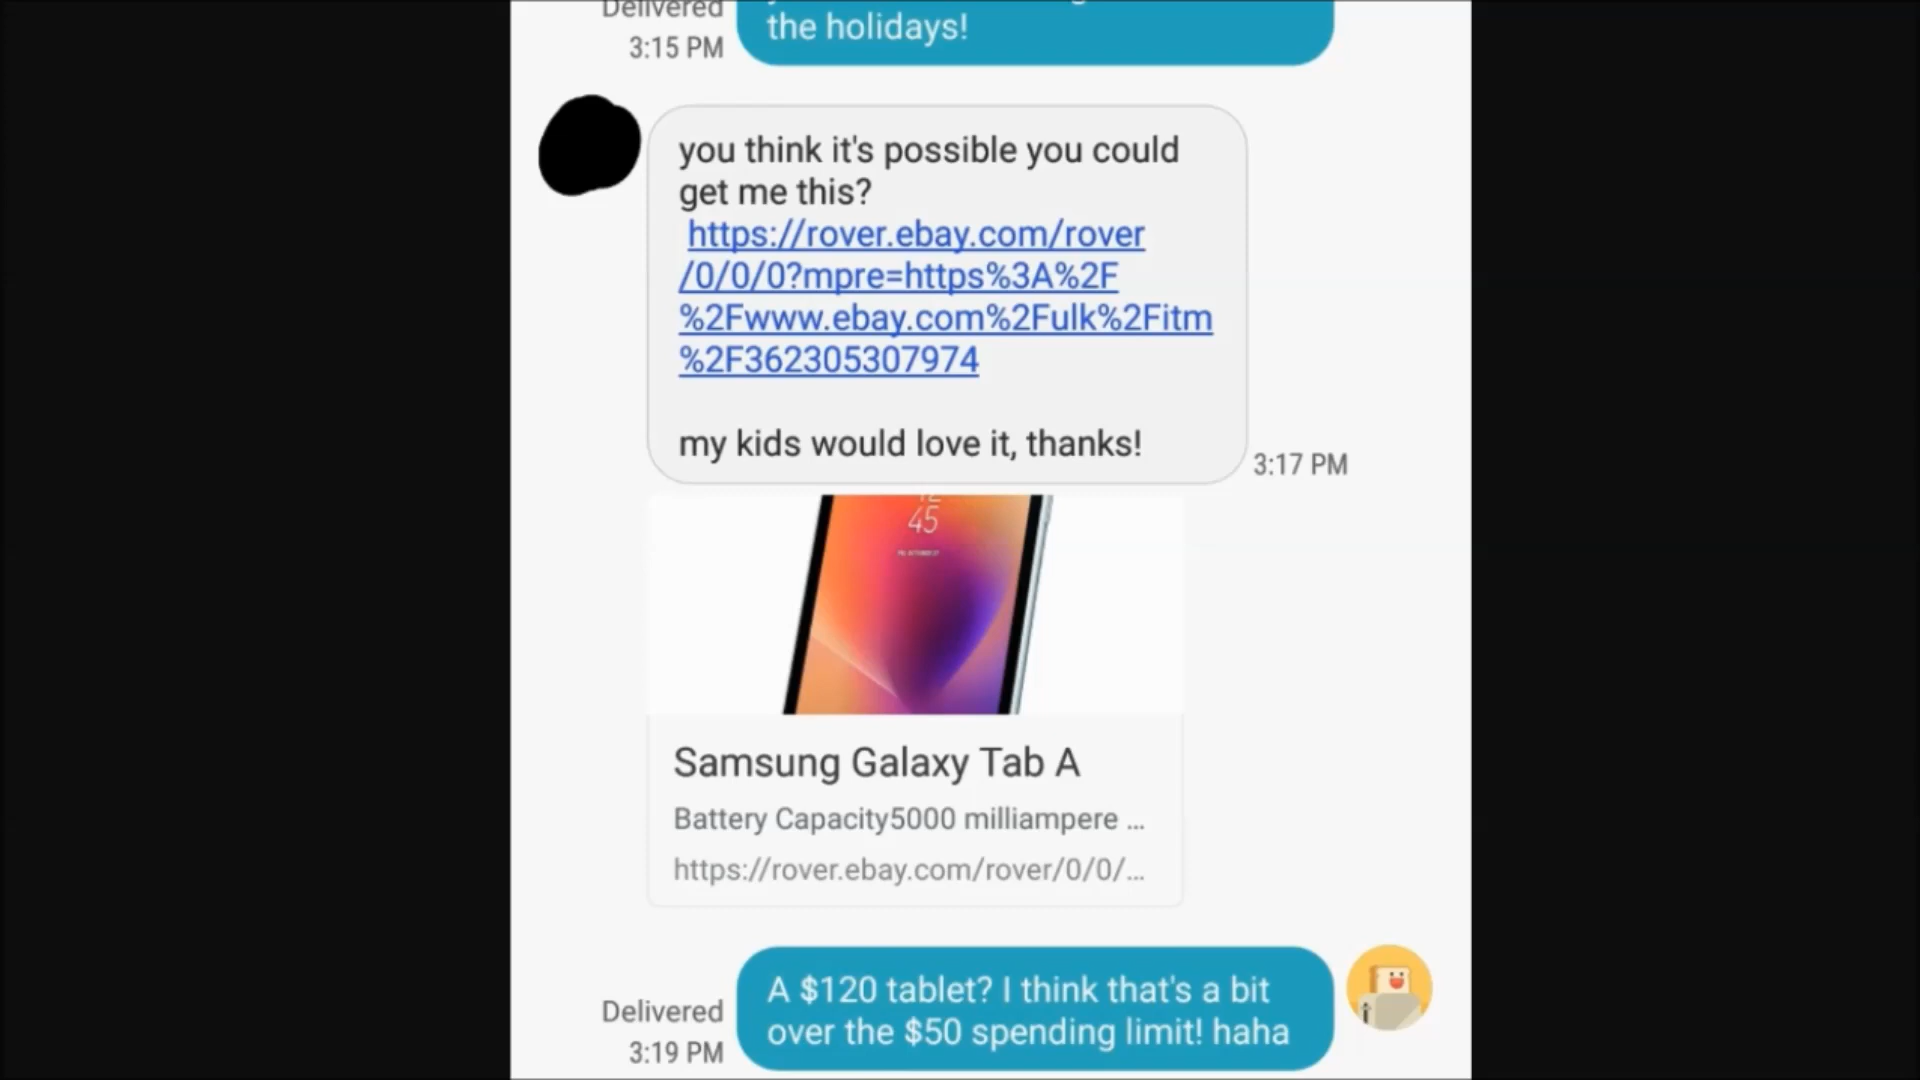 Delivered
the holidays!
3:15 PM
you think it's possible you could
get me this?
https://rover.ebay.com/rover
/0/0/0?mpre=https%3A%2F
%2Fwww.ebay.com%2Fulk%2Fitm
%2F362305307974
my kids would love it, thanks!
3:17 PM
45
Samsung Galaxy Tab A
Battery Capacity5000 milliampere ...
https://rover.ebay.com/rover/0/0/...
A $120 tablet? I think that's a bit
over the $50 spending limit! haha
Delivered
3:19 PM